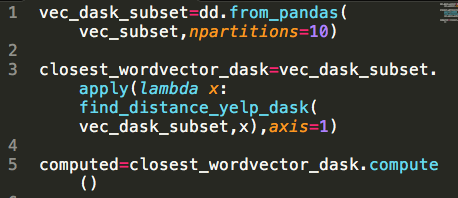 1 vec_dask_subset=dd.from_pandas(
vec_subset,npartitions=10)
2
3 closest_wordvector_dask=vec_dask_subset.
apply(lambda x:
find_distance_yelp_dask(
vec_dask_subset,x),axis=1)
4
5 computed=closest_wordvector_dask.compute
()